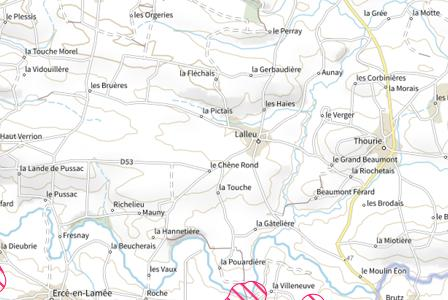 les Orgeries
la Grée
la Motte
le Plessis
le Perray
la Touche Morel
la Vidouillère
la Fléchais
la Gerbaudière
Aunay
les Corbinières
la Morais
les Bruères
la Pictais
les Haies
le Verger
Haut Verrion
Lalleu
Thourie
D53
le Chêne Rond
le Grand Beaumont
la Riochetais
la Lande de Pussac
la Touche
Beaumont Férard
le Pussac
les Brodais
Richelieu
Mauny
la Gâtelière
Fresnay
la Hannetière
la Miotière
la Dieubrie
la Beucherais
47
la Pouardière
les Vaux
le Moulin Eon
la Villeneuve
Ercé-en-Lamée
Roche
Brutz